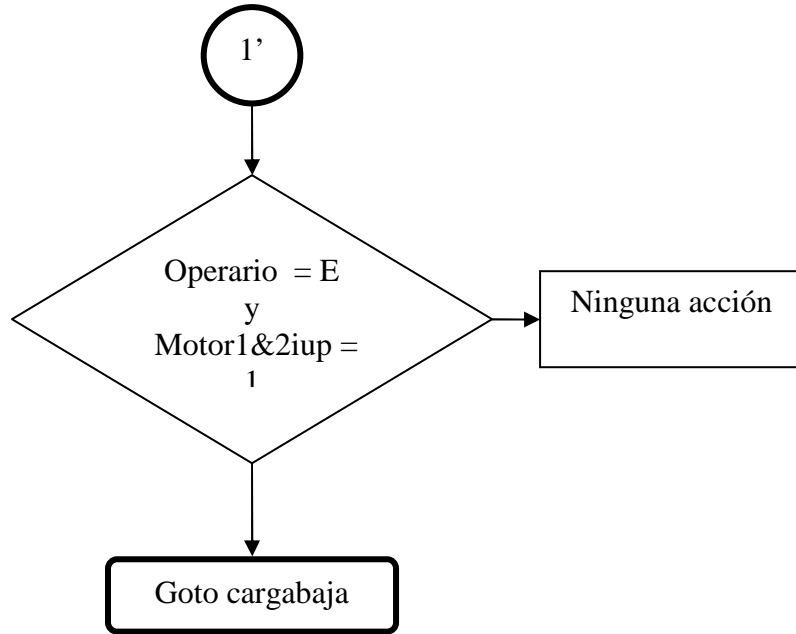 1’
Operario = E
y
Motor1&2iup =
1
Ninguna acción
Goto cargabaja